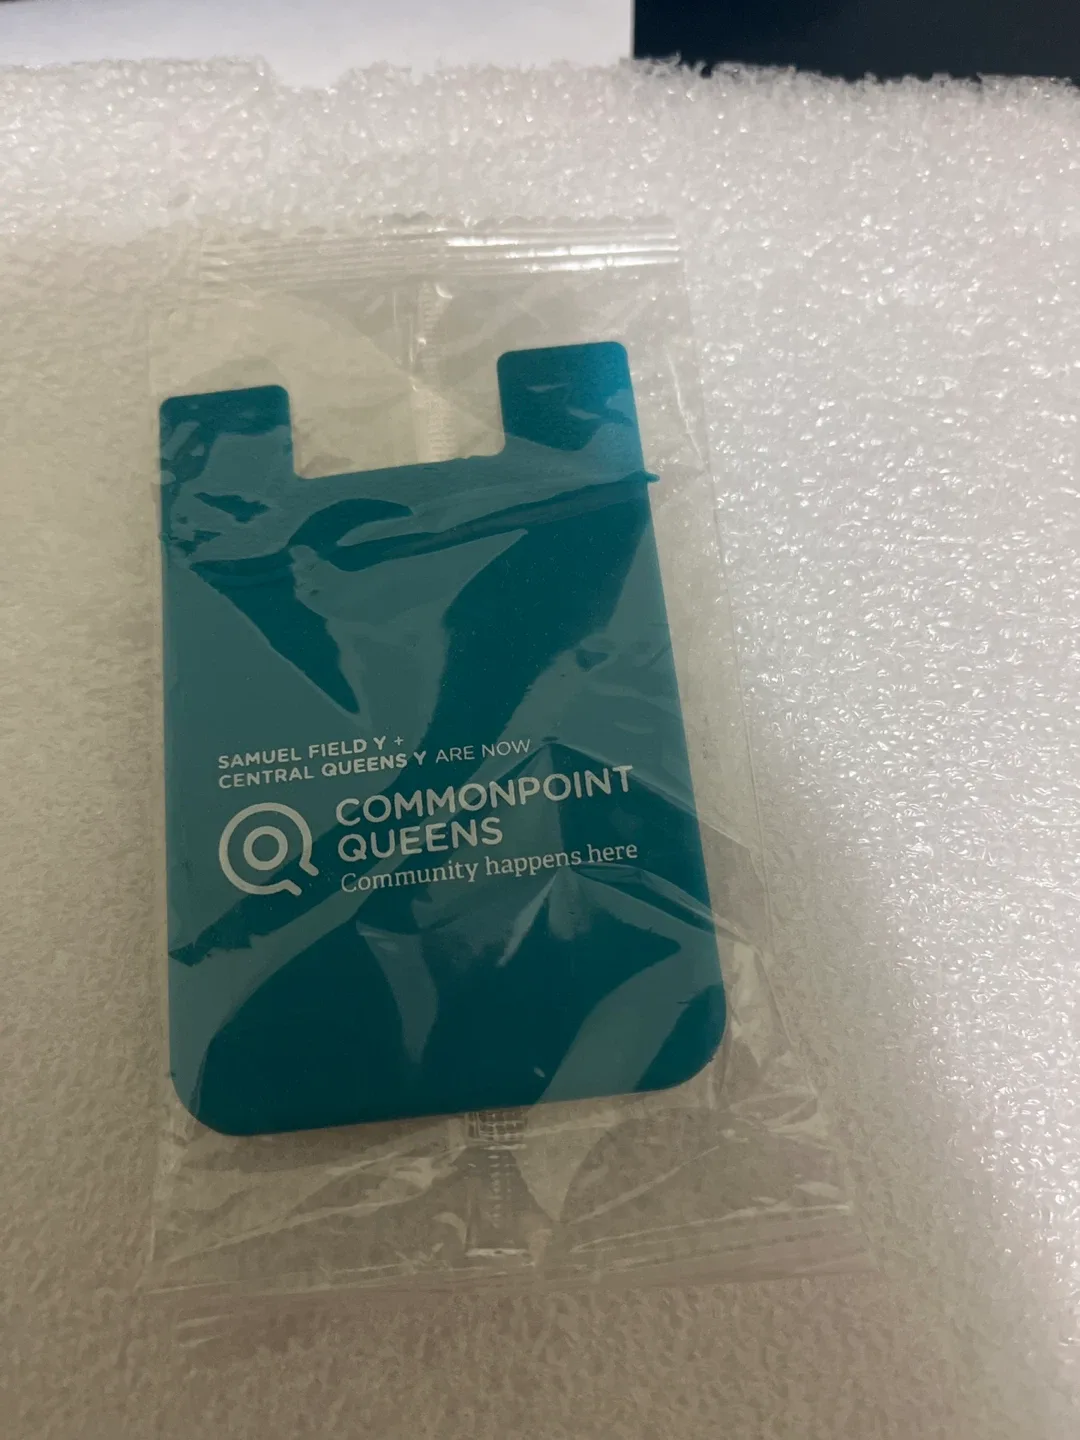 SAMUEL FIELD Y +
CENTRAL QUEENS Y ARE NOW
COMMONPOINT
QUEENS
Community happens here